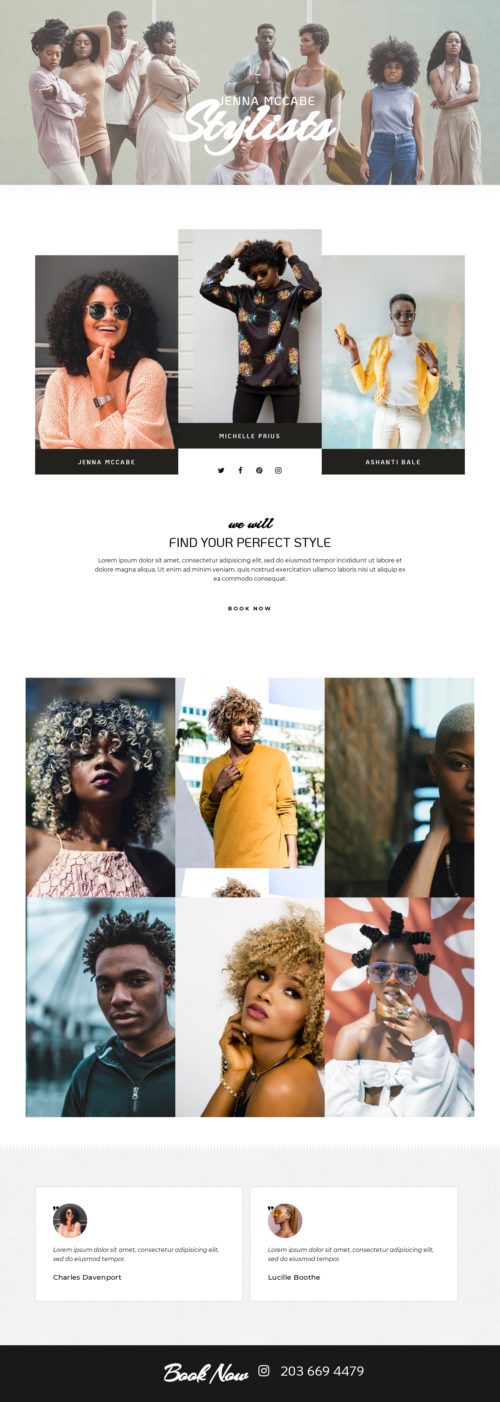 JENNA MCCABE
Stylists
JENNA MCCABE
MICHELLE PRIUS
ASHANTI BALE
we will
FIND YOUR PERFECT STYLE
Lorem ipsum dolor sit amet, consectetur adipisicing elit, sed do eiusmod tempor incididunt ut labore et
dolore magna aliqua. Ut enim ad minim veniam, quis nostrud exercitation ullamco laboris nisi ut aliquip ex
ea commodo consequat.
BOOK NOW
Lorem ipsum dolor sit amet, consectetur adipisicing elit,
sed do eiusmod tempor.
Charles Davenport
Lorem ipsum dolor sit amet, consectetur adipisicing elit,
sed do eiusmod tempor.
Lucille Boothe
Book Now 203 669 4479